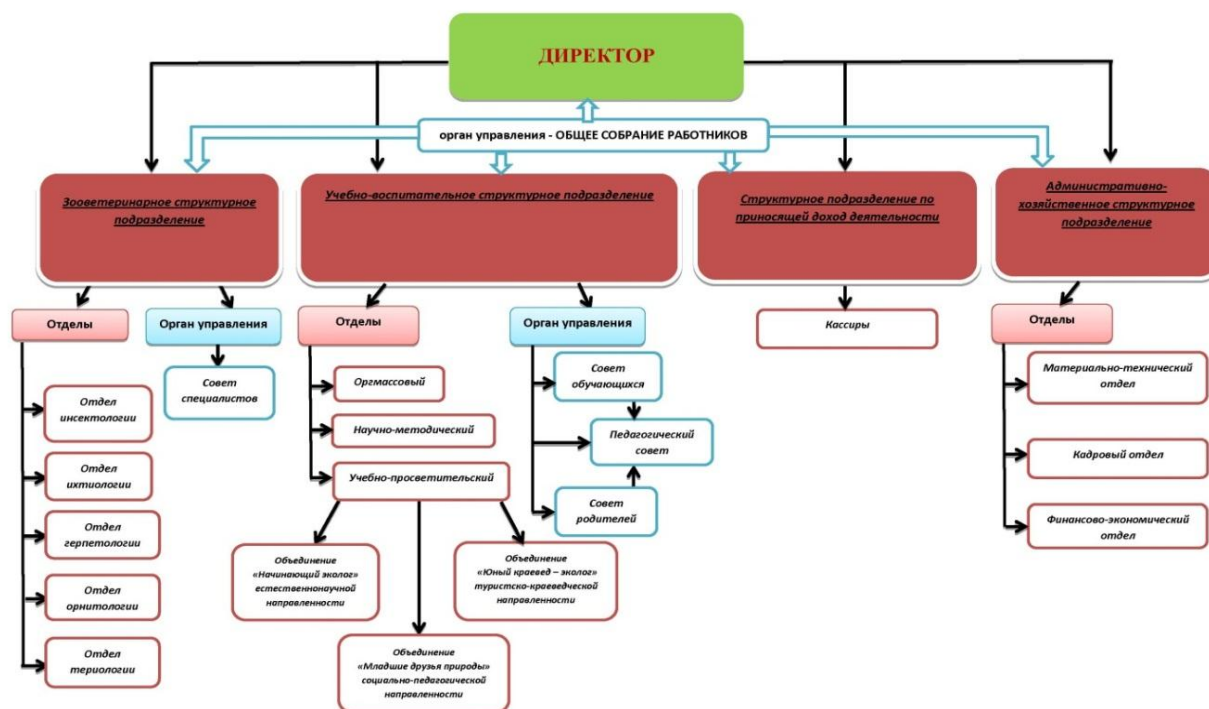 ДИРЕКТОР
орган управления - ОБЩЕЕ СОБРАНИЕ РАБОТНИКОВ
Зооветеринарное структурное
подразделение
Учебно-воспитательное структурное подразделение
Структурное подразделение по
приносящей доход деятельности
Административно-
хозяйственное структурное
подразделение
Отделы
Орган управления
Отделы
Орган управления
Кассиры
Отделы
Совет
специалистов
Отдел
инсектологии
Отдел
ихтиологии
Отдел
герпетологии
Отдел
орнитологии
Отдел
териологии
Оргмассовый
Научно-методический
Учебно-просветительский
Объединение
«Начинающий эколог»
естественнонаучной
направленности
Объединение
«Младшие друзья природы»
социально-педагогической
направленности
Объединение
«Юный краевед – эколог»
туристско-краеведческой
направленности
Совет
обучающихся
Педагогический
совет
Совет
родителей
Материально-технический
отдел
Кадровый отдел
Финансово-экономический
отдел